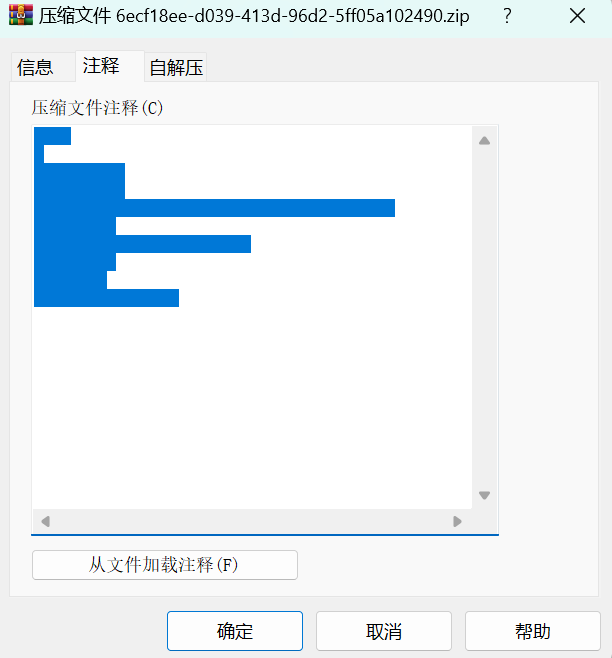 压缩文件 6ecf18ee-d039-413d-96d2-5ff05a102490.zip
?
信息 注释 自解压
压缩文件注释(C)
从文件加载注释(F)
确定 取消 帮助